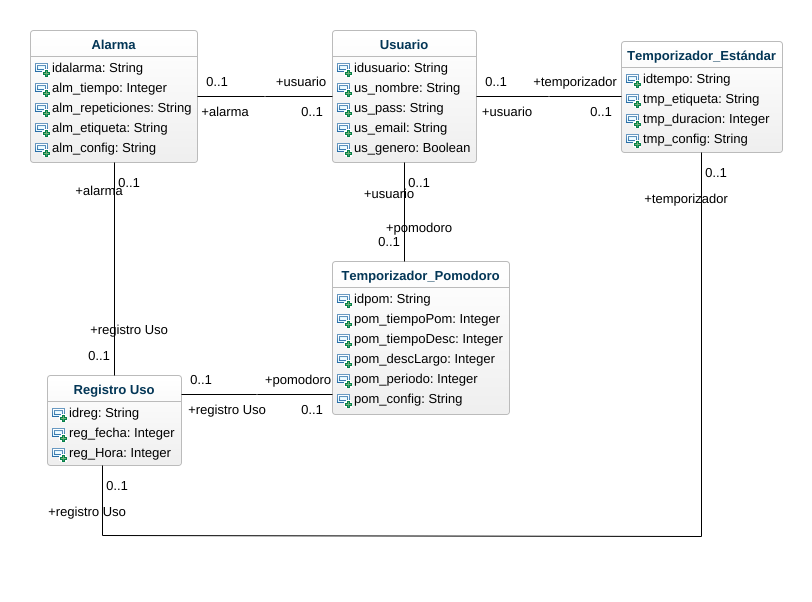 Alarma
idalarma: String
alm_tiempo: Integer
alm_repeticiones: String
alm_etiqueta: String
alm_config: String
0..1
+usuario
+alarma
0..1
Usuario
idusuario: String
us_nombre: String
us_pass: String
us_email: String
us_genero: Boolean
0..1
+temporizador
+usuario
0..1
Temporizador_Estándar
idtempo: String
tmp_etiqueta: String
tmp_duracion: Integer
tmp_config: String
0..1
+alarma
0..1
+usuario
0..1
+temporizador
+pomodoro
0..1
Temporizador_Pomodoro
idpom: String
pom_tiempoPom: Integer
pom_tiempoDesc: Integer
pom_descLargo: Integer
pom_periodo: Integer
pom_config: String
+registro Uso
0..1
Registro Uso
idreg: String
reg_fecha: Integer
reg_Hora: Integer
0..1
+pomodoro
+registro Uso
0..1
0..1
+registro Uso